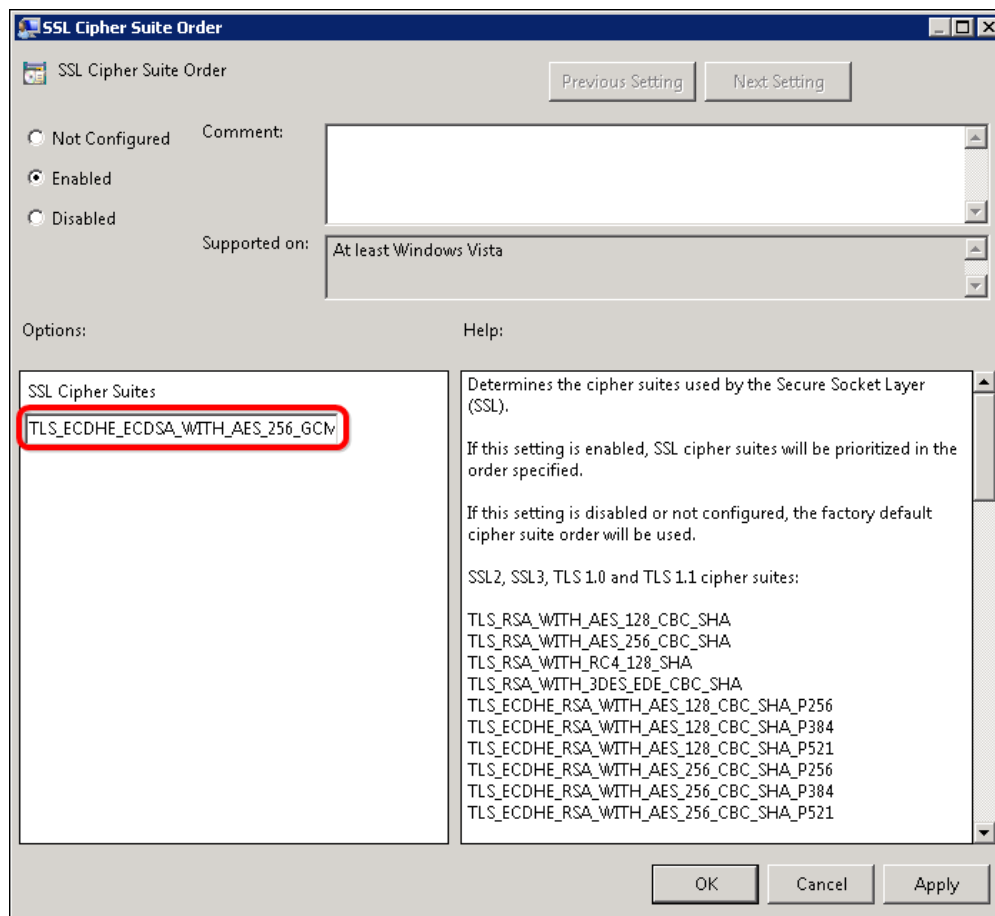 SSL Cipher Suite Order
SSL Cipher Suite Order
Previous Setting
Next Setting
Not Configured
Comment:
Enabled
Disabled
Supported on:
At least Windows Vista
Options:
Help:
SSL Cipher Suites
TLS_ECDHE_ECDSA_WITH_AES_256_GCM
Determines the cipher suites used by the Secure Socket Layer
(SSL).
If this setting is enabled, SSL cipher suites will be prioritized in the
order specified.
If this setting is disabled or not configured, the factory default
cipher suite order will be used.
SSL2, SSL3, TLS 1.0 and TLS 1.1 cipher suites:
TLS_RSA_WITH_AES_128_CBC_SHA
TLS_RSA_WITH_AES_256_CBC_SHA
TLS_RSA_WITH_RC4_128_SHA
TLS_RSA_WITH_3DES_EDE_CBC_SHA
TLS_ECDHE_RSA_WITH_AES_128_CBC_SHA_P256
TLS_ECDHE_RSA_WITH_AES_128_CBC_SHA_P384
TLS_ECDHE_RSA_WITH_AES_128_CBC_SHA_P521
TLS_ECDHE_RSA_WITH_AES_256_CBC_SHA_P256
TLS_ECDHE_RSA_WITH_AES_256_CBC_SHA_P384
TLS_ECDHE_RSA_WITH_AES_256_CBC_SHA_P521
OK
Cancel
Apply